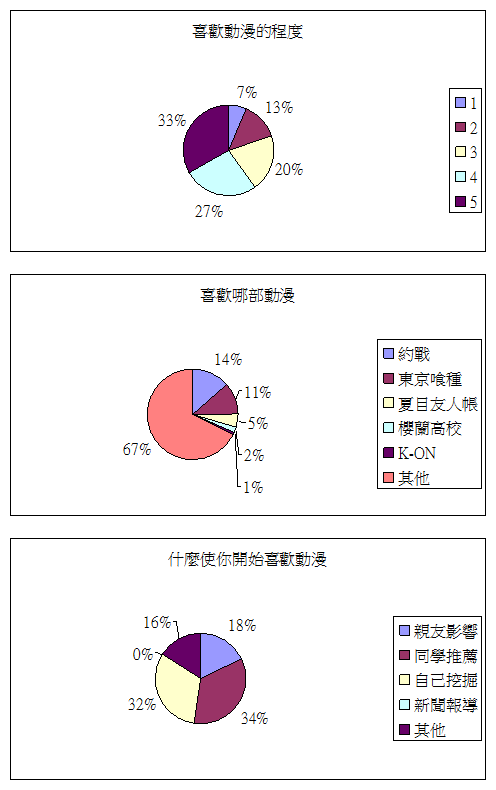 喜歡動漫的程度
7%
13%
33%
20%
27%
1
2
3
4
5
喜歡哪部動漫
14%
11%
5%
2%
1%
67%
約戰
東京喰種
夏目友人帳
櫻蘭高校
K-ON
其他
什麼使你開始喜歡動漫
16%
18%
0%
32%
34%
親友影響
同學推薦
自己挖掘
新聞報導
其他